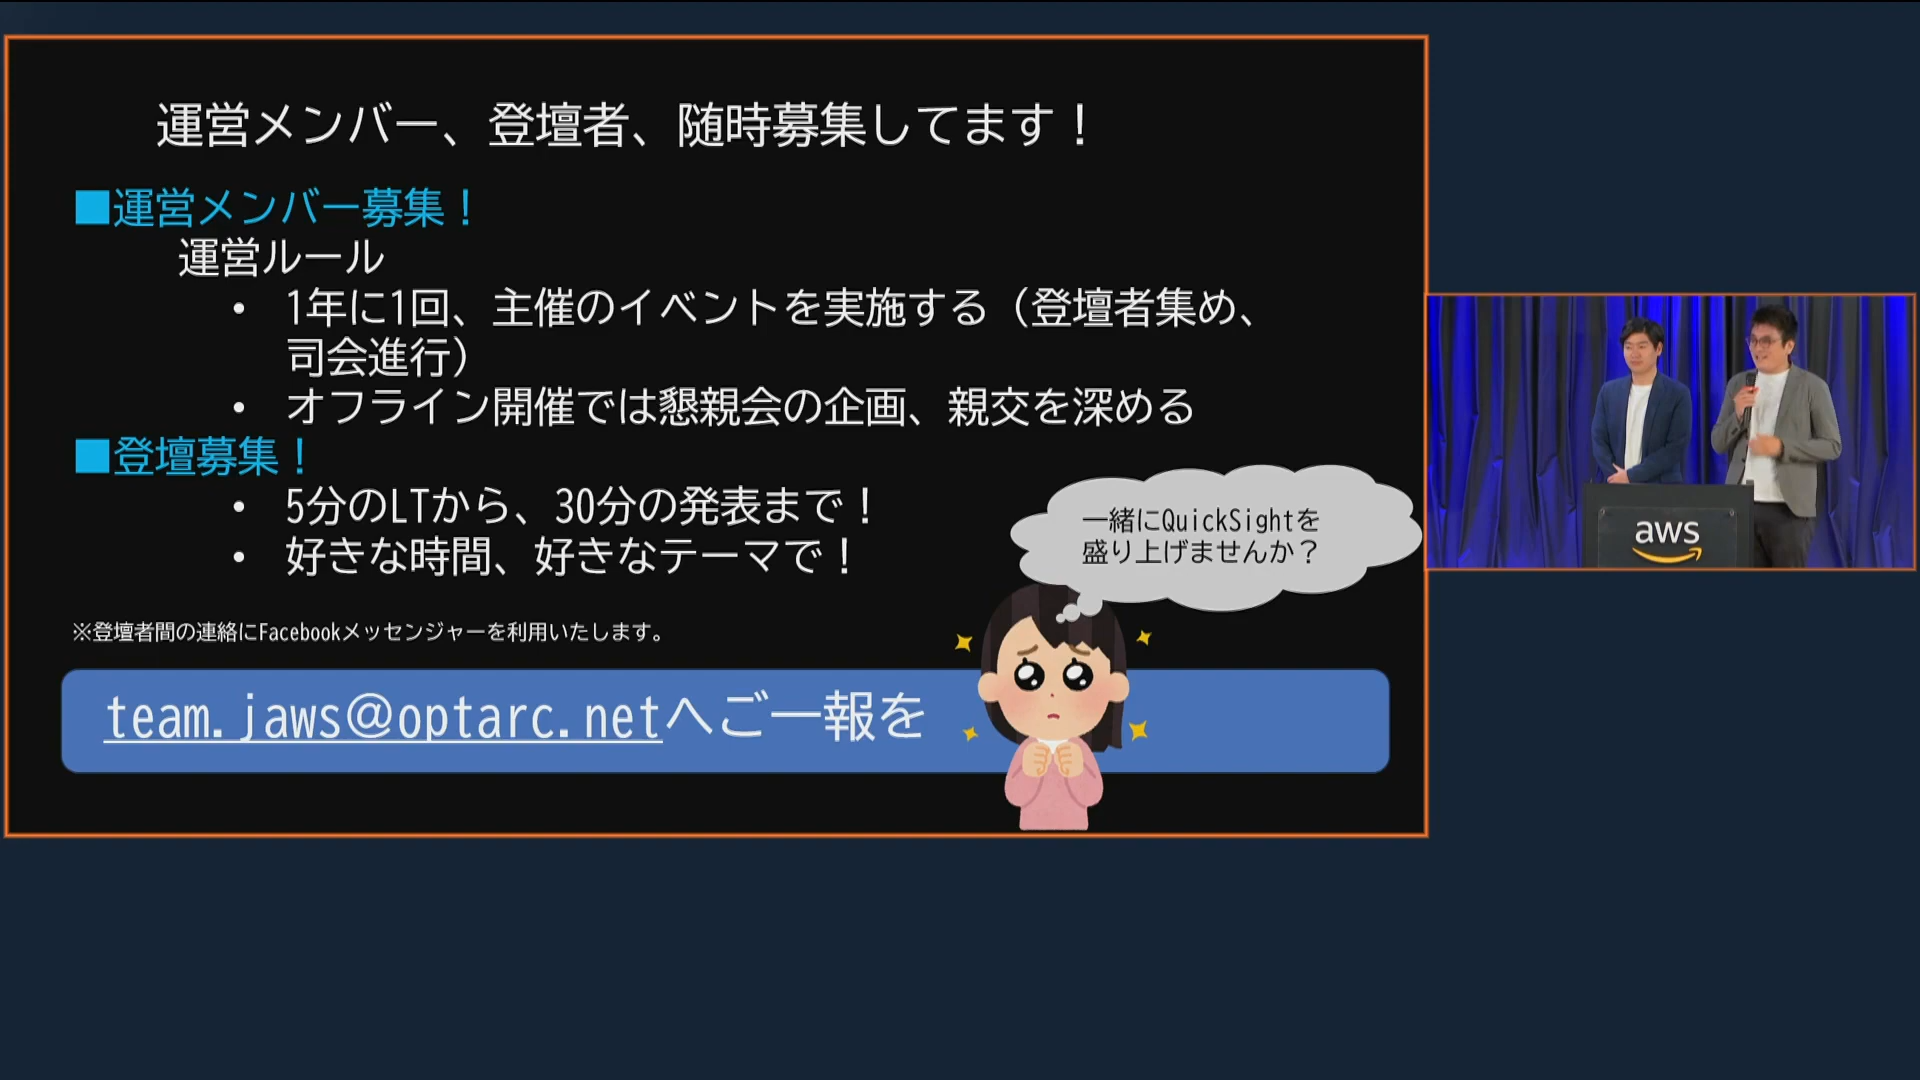 運営メンバー、登壇者、随時募集してます！
■運営メンバー募集！
運営ルール
• 1年に1回、主催のイベントを実施する（登壇者集め、
司会進行）
• オフライン開催では懇親会の企画、親交を深める
■登壇募集！
• 5分のLTから、30分の発表まで！
• 好きな時間、好きなテーマで！
一緒にQuickSightを
盛り上げませんか？
※登壇者間の連絡にFacebookメッセンジャーを利用いたします。
team.jaws@optarc.netへご一報を
aws